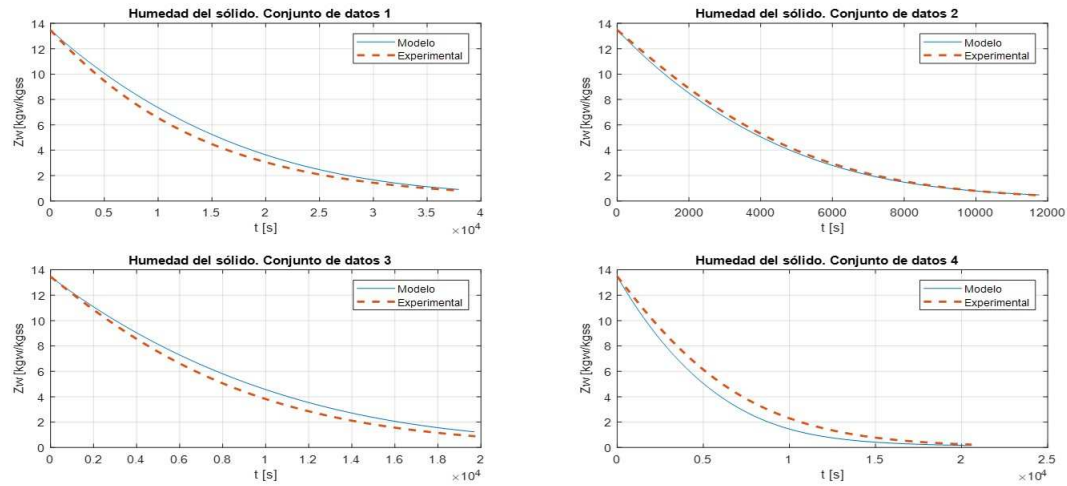 Humedad del sólido. Conjunto de datos 1
14
12
10
8
6
4
2
0
Zw [kgw/kgss
Modelo
Experimental
0 0.5 1 1.5 2 2.5 3 3.5 4
t [s]
×10⁴
Humedad del sólido. Conjunto de datos 2
14
12
10
8
6
4
2
0
Zw [kgw/kgss
Modelo
Experimental
0 2000 4000 6000 8000 10000 12000
t [s]
Humedad del sólido. Conjunto de datos 3
14
12
10
8
6
4
2
0
Zw [kgw/kgss
Modelo
Experimental
0 0.2 0.4 0.6 0.8 1 1.2 1.4 1.6 1.8 20
t [s]
×10⁴
Humedad del sólido. Conjunto de datos 4
14
12
10
8
6
4
2
0
Zw [kgw/kgss
Modelo
Experimental
0 0.5 1 1.5 2 2.5
t [s]
×10⁴